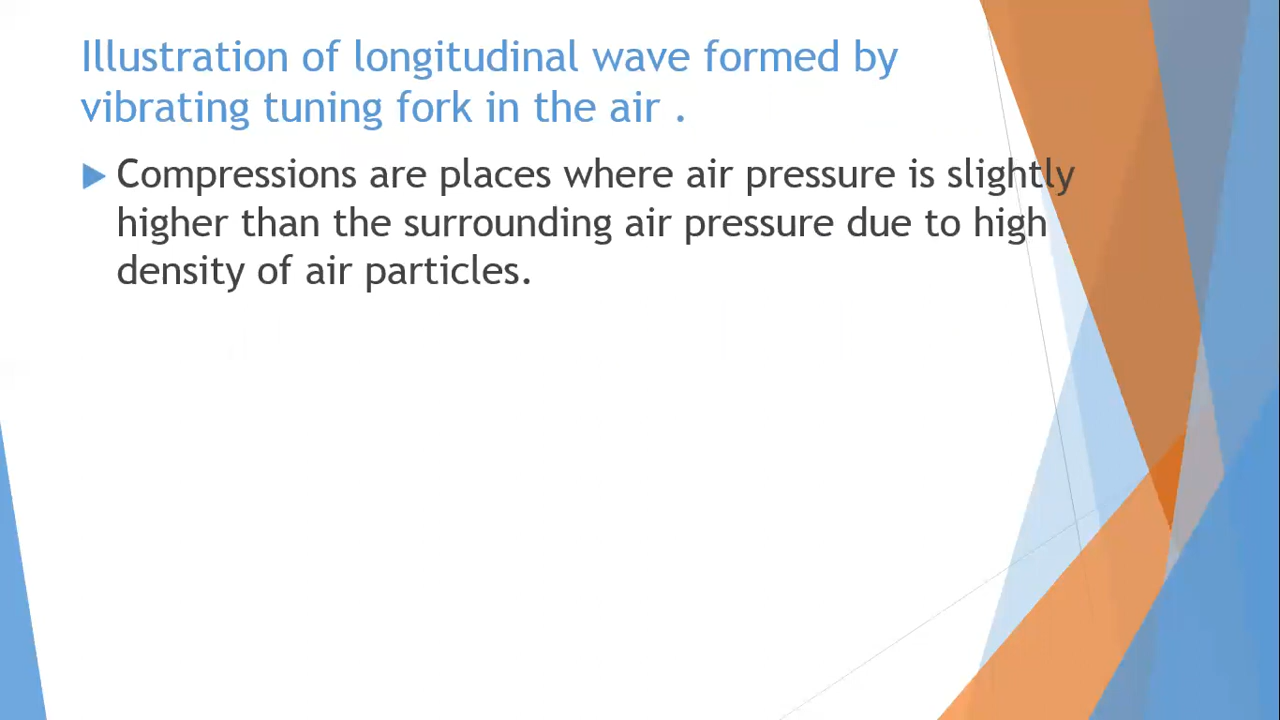 Illustration of longitudinal wave formed by
vibrating tuning fork in the air .
Compressions are places where air pressure is slightly
higher than the surrounding air pressure due to high
density of air particles.